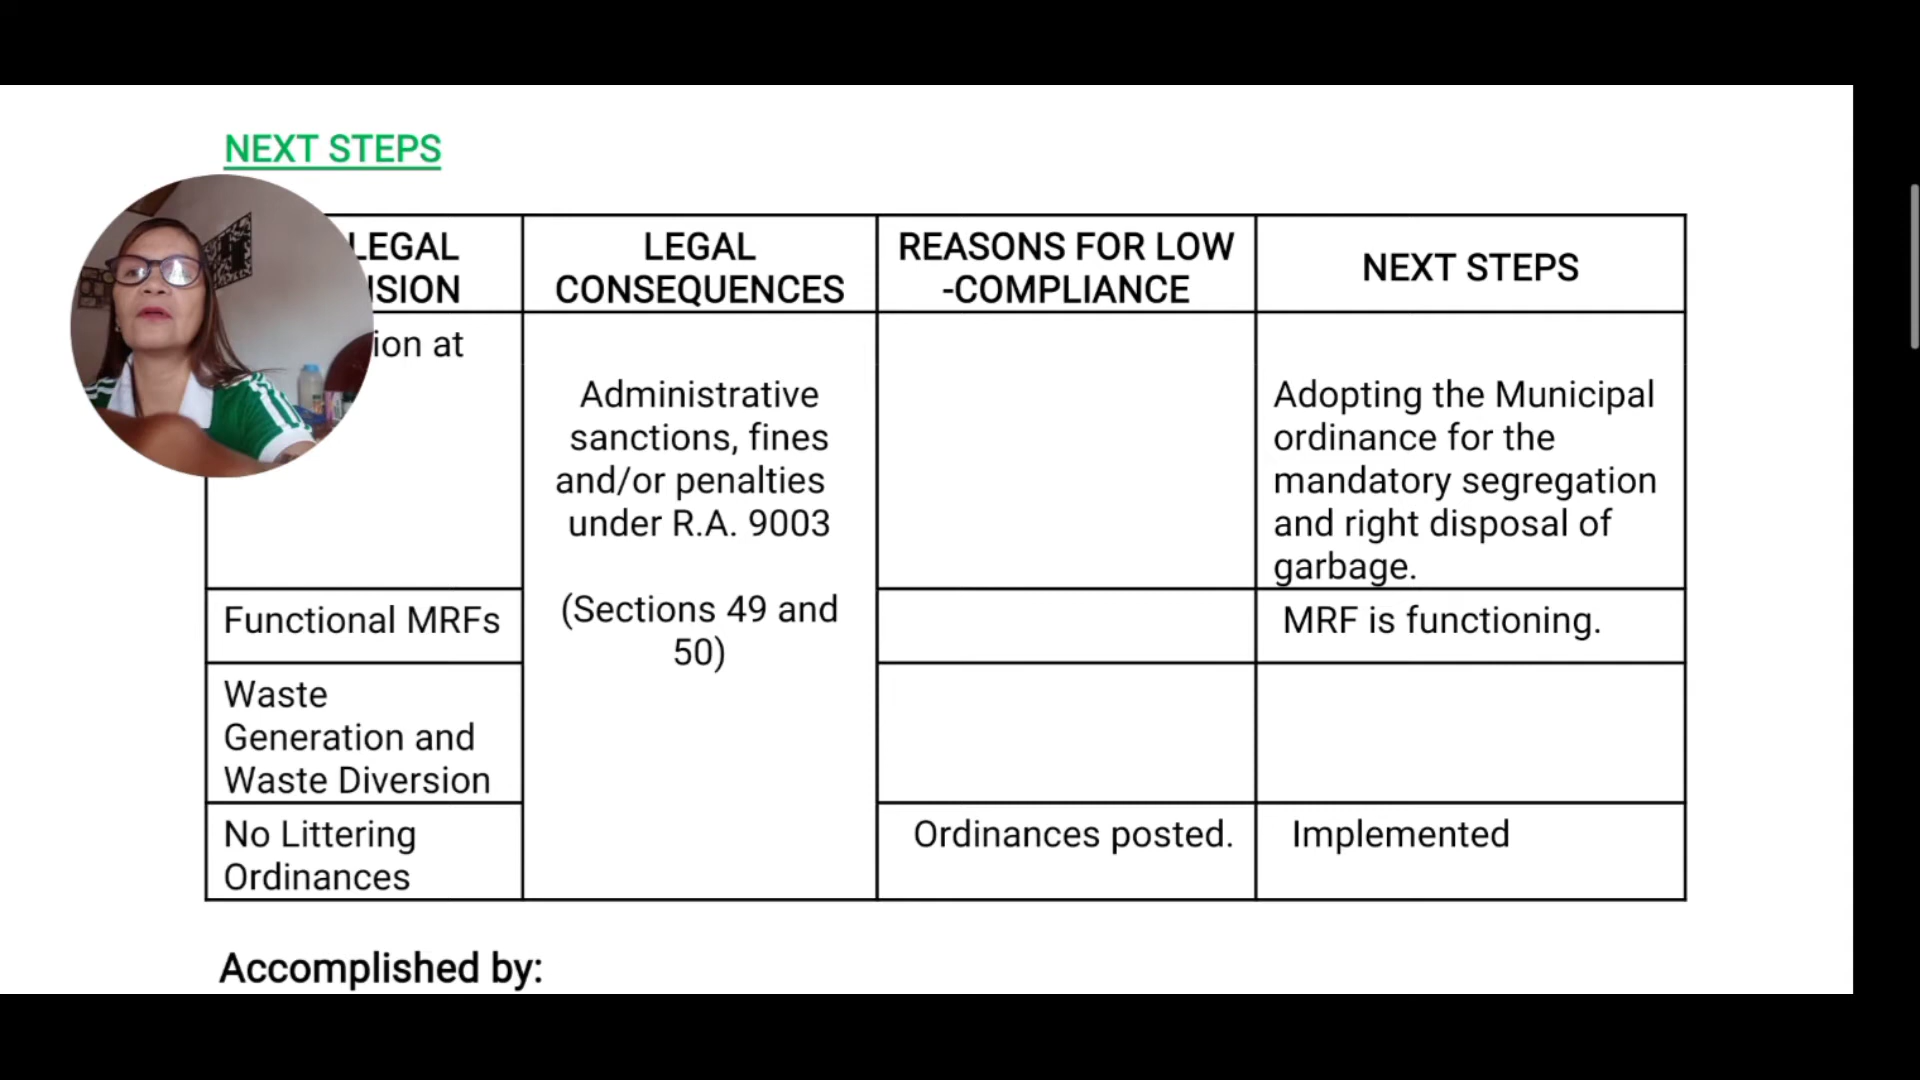 NEXT STEPS
LEGAL
REASONS FOR LOW
-COMPLIANCE
LEGAL
CONSEQUENCES
NEXT STEPS
at
Administrative
sanctions, fines
and/or penalties
under R.A. 9003
(Sections 49 and
50)
Adopting the Municipal
ordinance for the
mandatory segregation
and right disposal of
garbage.
Functional MRFs
MRF is functioning.
Waste
Generation and
Waste Diversion
No Littering
Ordinances
Ordinances posted.
Implemented
Accomplished by: